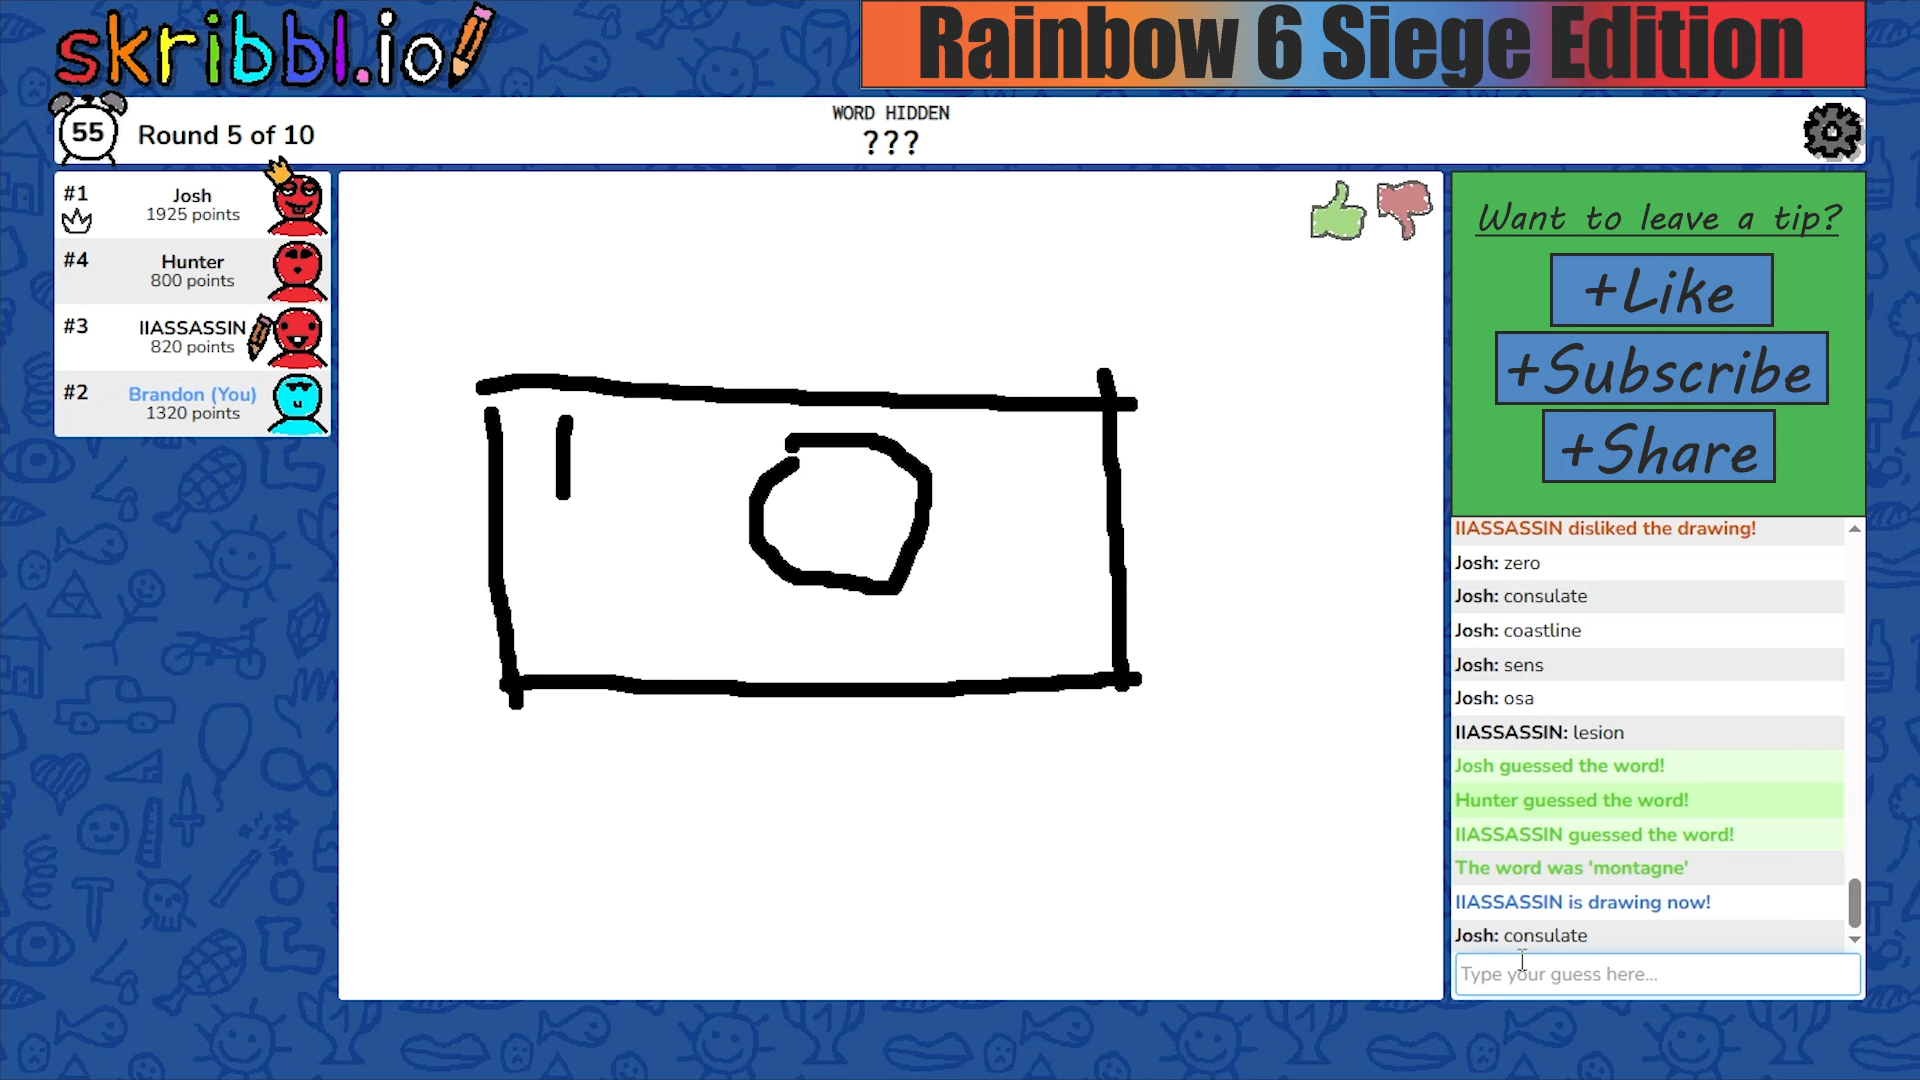 skribbl.io
Rainbow 6 Siege Edition
55
Round 5 of 10
WORD HIDDEN
???
#1
Josh
1925 points
#4
Hunter
800 points
#3
IIASSASSIN
820 points
#2
Brandon (You)
1320 points
Want to leave a tip?
+Like
+Subscribe
+Share
IIASSASSIN disliked the drawing!
Josh: zero
Josh: consulate
Josh: coastline
Josh: sens
Josh: osa
IIASSASSIN: lesion
Josh guessed the word!
Hunter guessed the word!
IIASSASSIN guessed the word!
The word was 'montagne'
IIASSASSIN is drawing now!
Josh: consulate
Type your guess here...